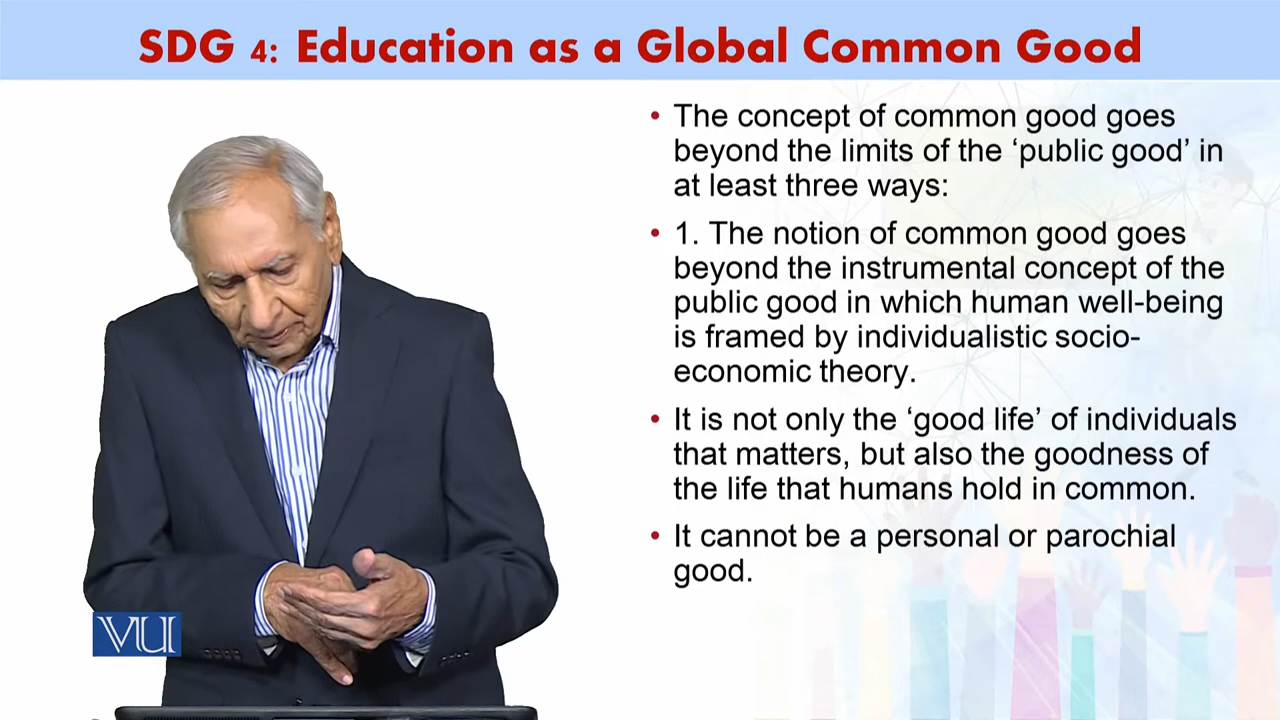 SDG 4: Education as a Global Common Good
• The concept of common good goes
beyond the limits of the ‘public good’ in
at least three ways:
• 1. The notion of common good goes
beyond the instrumental concept of the
public good in which human well-being
is framed by individualistic socio-
economic theory.
• It is not only the ‘good life’ of individuals
that matters, but also the goodness of
the life that humans hold in common.
• It cannot be a personal or parochial
good.
VU